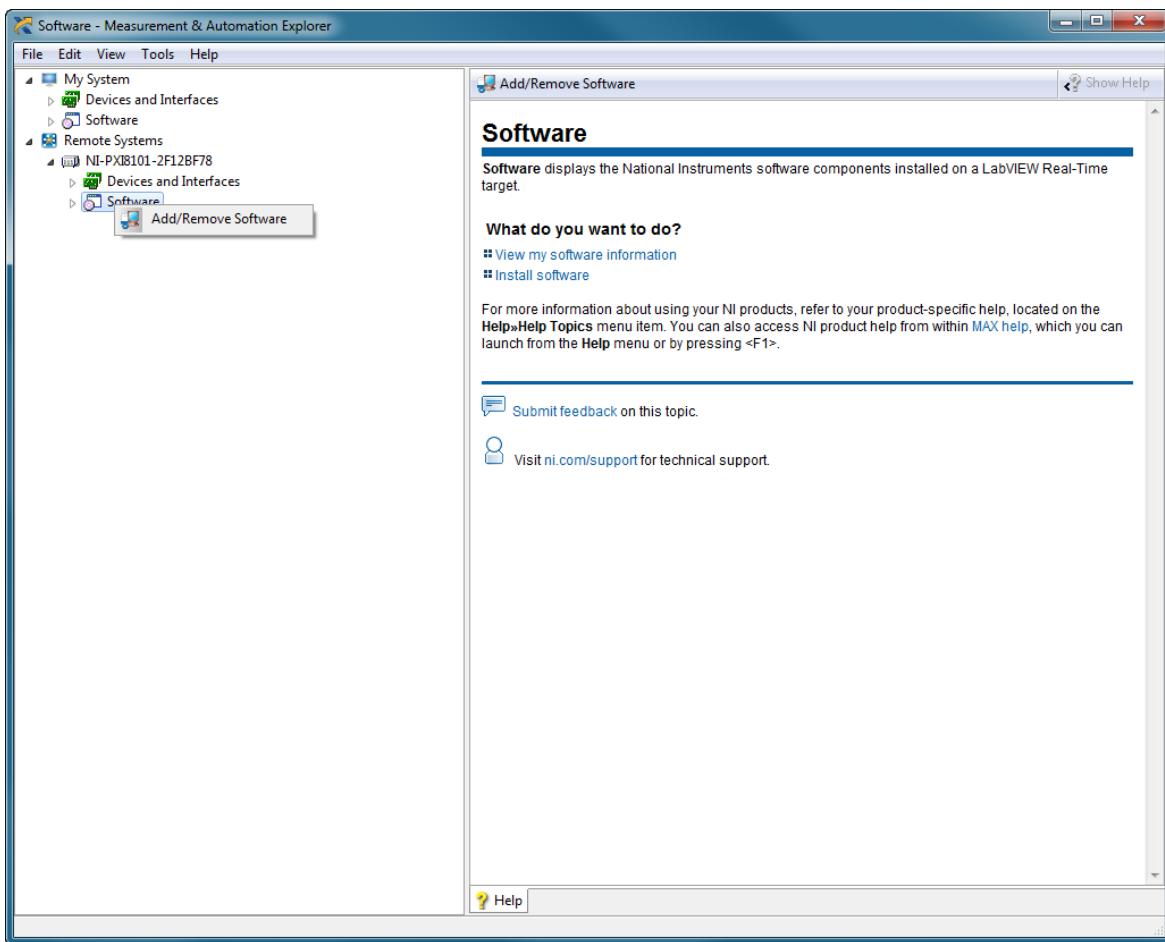 Software - Measurement & Automation Explorer
File Edit View Tools Help
My System
Devices and Interfaces
Software
Remote Systems
NI-PXI8101-2F12BF78
Devices and Interfaces
Software
Add/Remove Software
Add/Remove Software
Show Help
Software
Software displays the National Instruments software components installed on a LabVIEW Real-Time
target.
What do you want to do?
View my software information
Install software
For more information about using your NI products, refer to your product-specific help, located on the
Help»Help Topics menu item. You can also access NI product help from within MAX help, which you can
launch from the Help menu or by pressing <F1>.
Submit feedback on this topic.
Visit ni.com/support for technical support.
Help